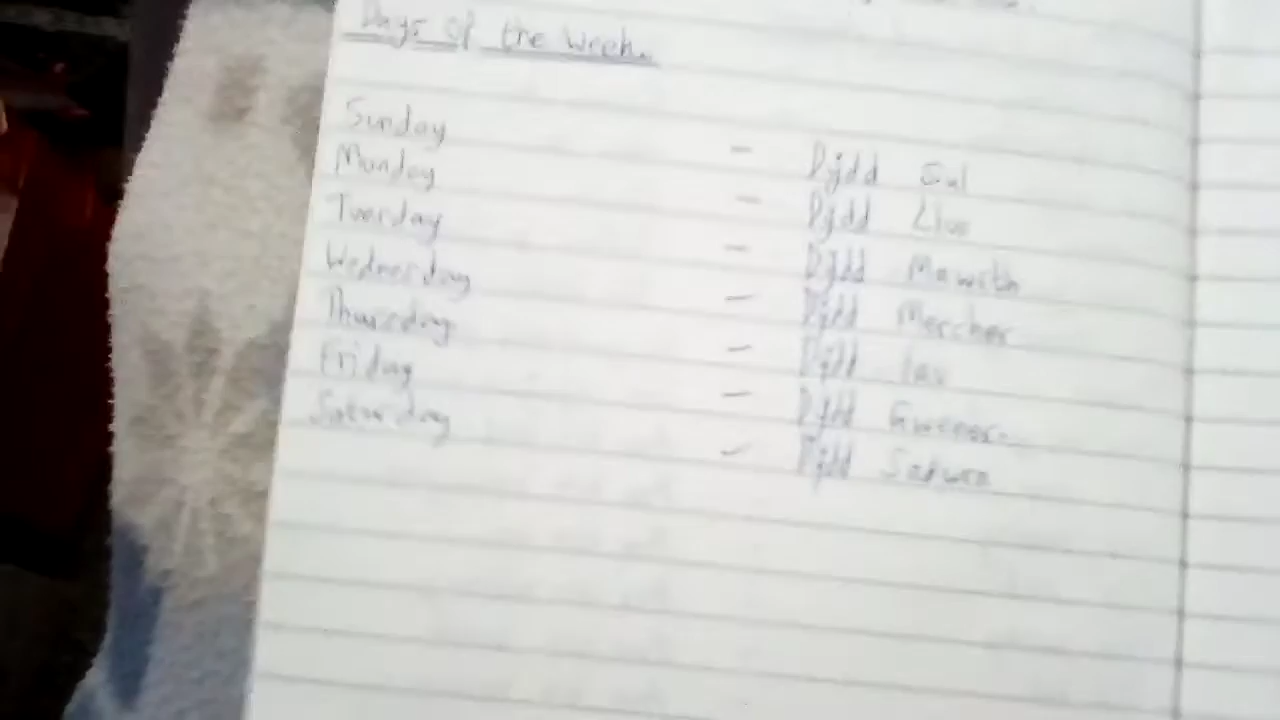 Days of the Week.
Sunday - Dydd Sul
Monday - Dydd Llun
Tuesday - Dydd Mawrth
Wednesday - Dydd Mercher
Thursday - Dydd Iau
Friday - Dydd Gwener
Saturday - Dydd Sadwrn